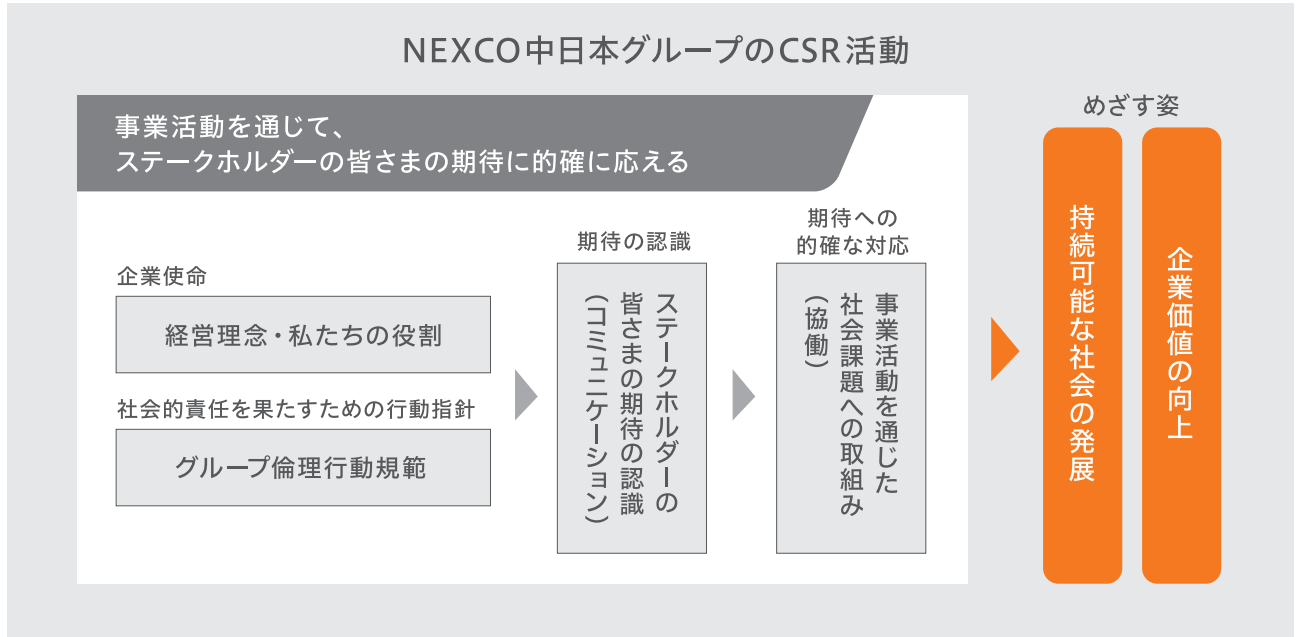 NEXCO中日本グループのCSR活動
事業活動を通じて、
ステークホルダーの皆さまの期待に的確に応える
企業使命
経営理念・私たちの役割
社会的責任を果たすための行動指針
グループ倫理行動規範
期待の認識
ステークホルダーの
皆さまの期待の認識
(コミュニケーション)
期待への
的確な対応
事業活動を通じた
社会課題への取組み
(協働)
めざす姿
持続可能な社会の発展
企業価値の向上